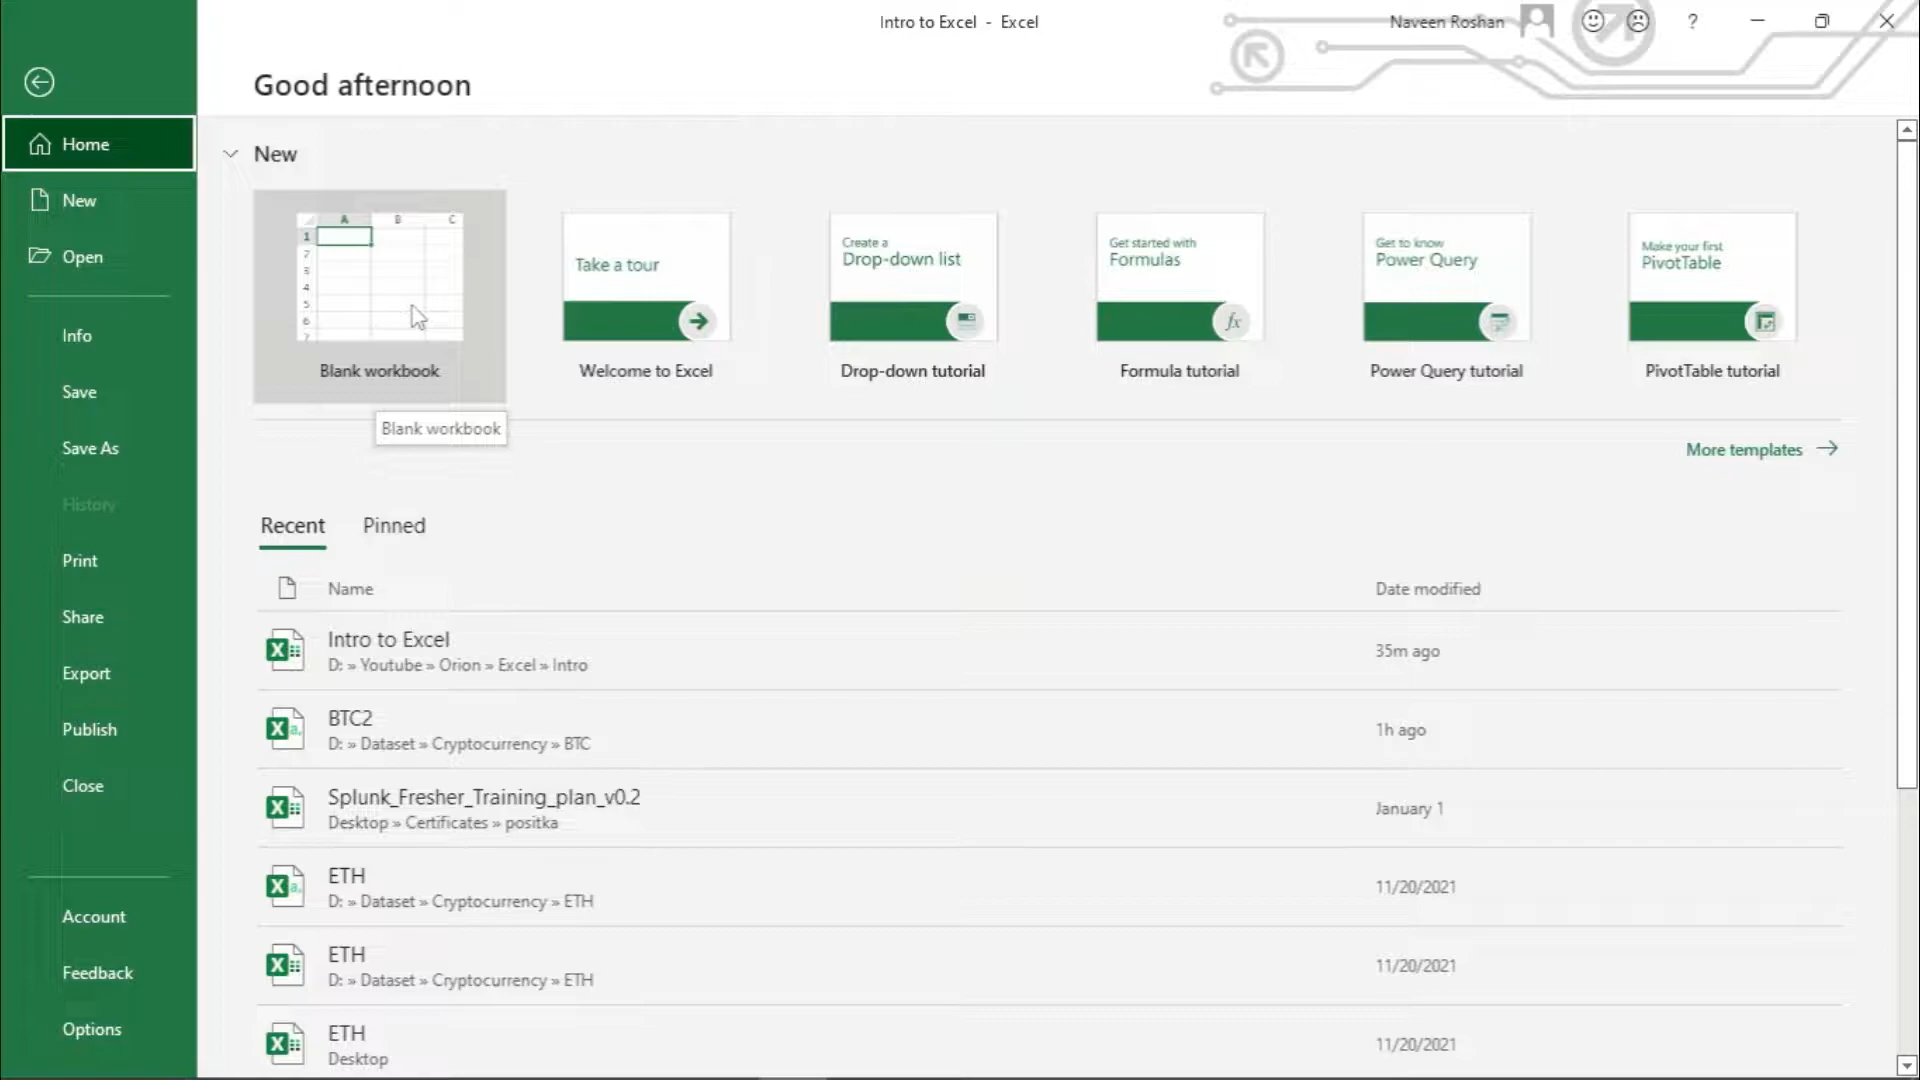 Intro to Excel - Excel
Naveen Roshan
?
Good afternoon
Home
New
Open
Info
Save
Save As
History
Print
Share
Export
Publish
Close
Account
Feedback
Options
New
A B C
1
2
3
4
5
6
7
Blank workbook
Blank workbook
Take a tour
Welcome to Excel
Create a
Drop-down list
Drop-down tutorial
Get started with
Formulas
fx
Formula tutorial
Get to know
Power Query
Power Query tutorial
Make your first
PivotTable
PivotTable tutorial
More templates
Recent Pinned
Name Date modified
Intro to Excel
D: » Youtube » Orion » Excel » Intro
35m ago
BTC2
D: » Dataset » Cryptocurrency » BTC
1h ago
Splunk_Fresher_Training_plan_v0.2
Desktop » Certificates » positka
January 1
ETH
D: » Dataset » Cryptocurrency » ETH
11/20/2021
ETH
D: » Dataset » Cryptocurrency » ETH
11/20/2021
ETH
Desktop
11/20/2021